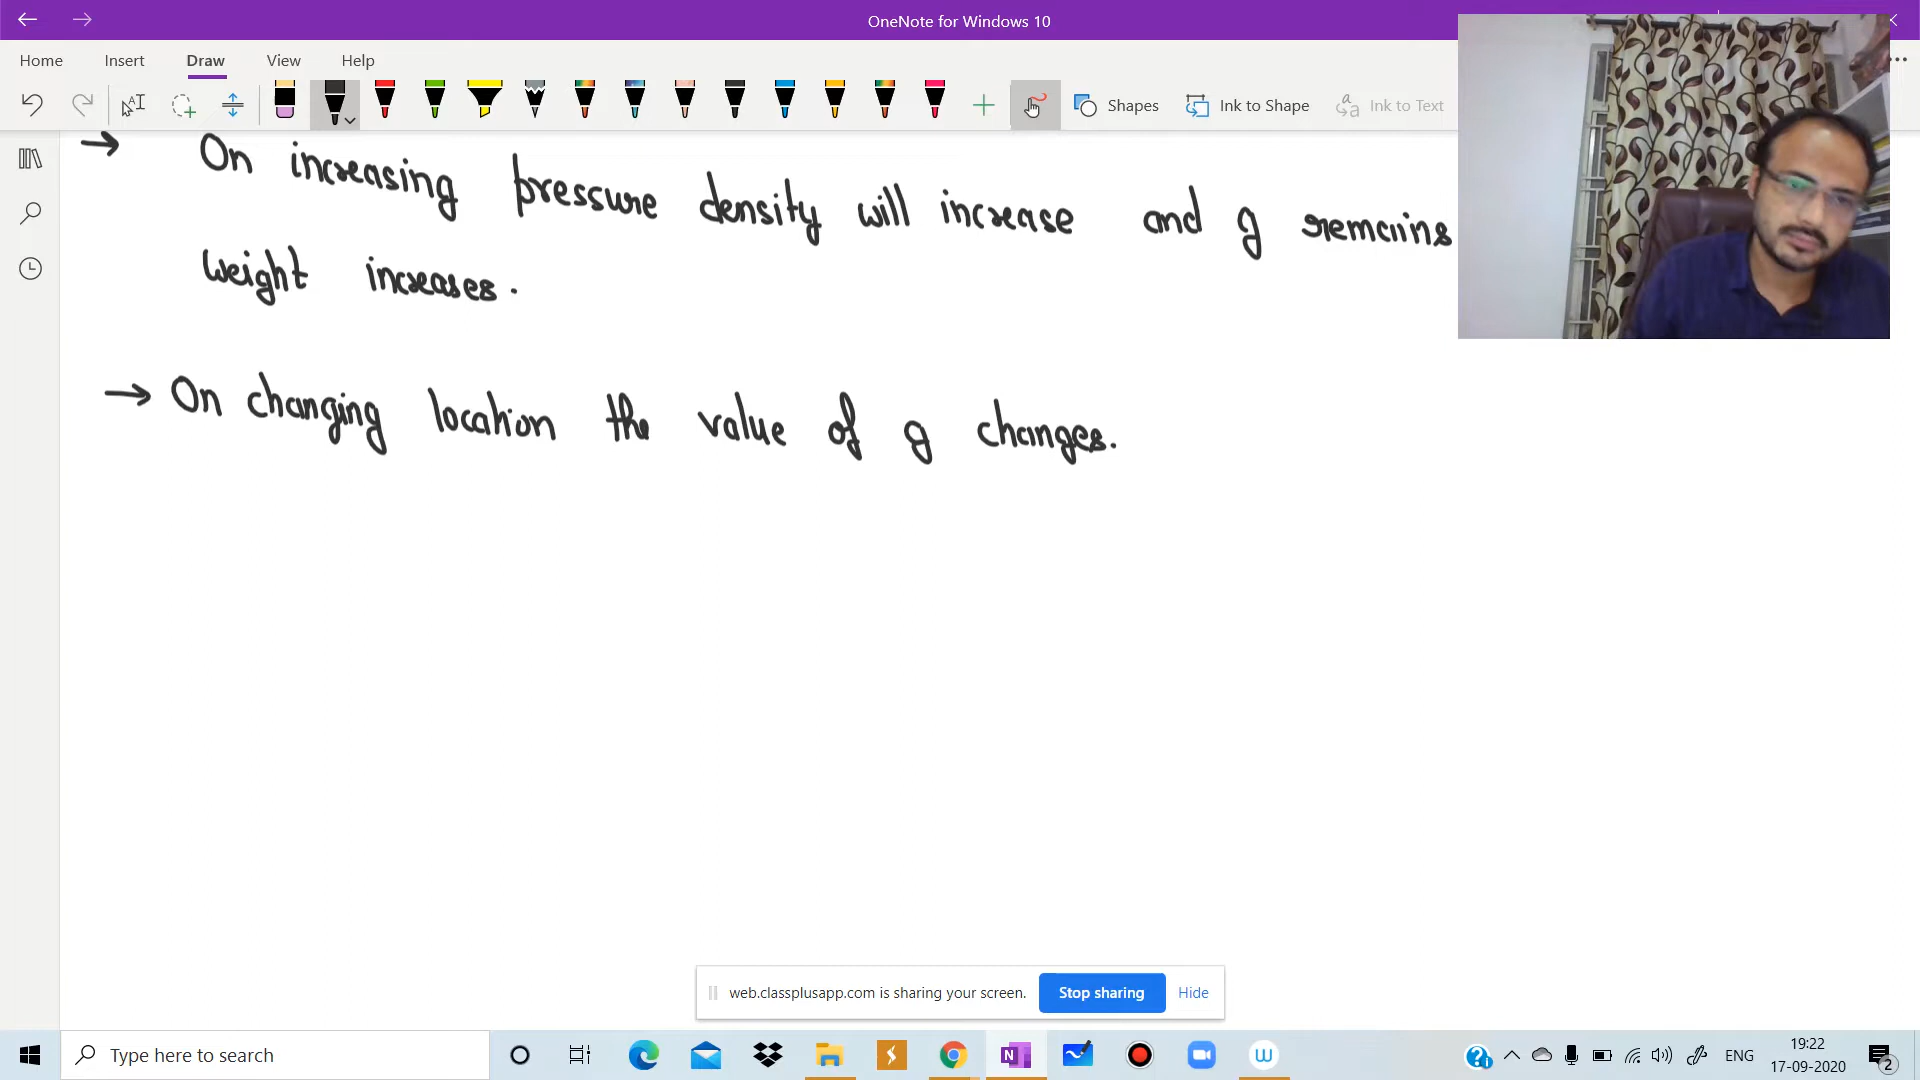 OneNote for Windows 10
Home Insert Draw View Help
Shapes Ink to Shape Ink to Text
→ On increasing pressure density will increase and g remains
weight increases.
→ On changing location the value of g changes.
web.classplusapp.com is sharing your screen. Stop sharing Hide
Type here to search
ENG
19:22
17-09-2020
2